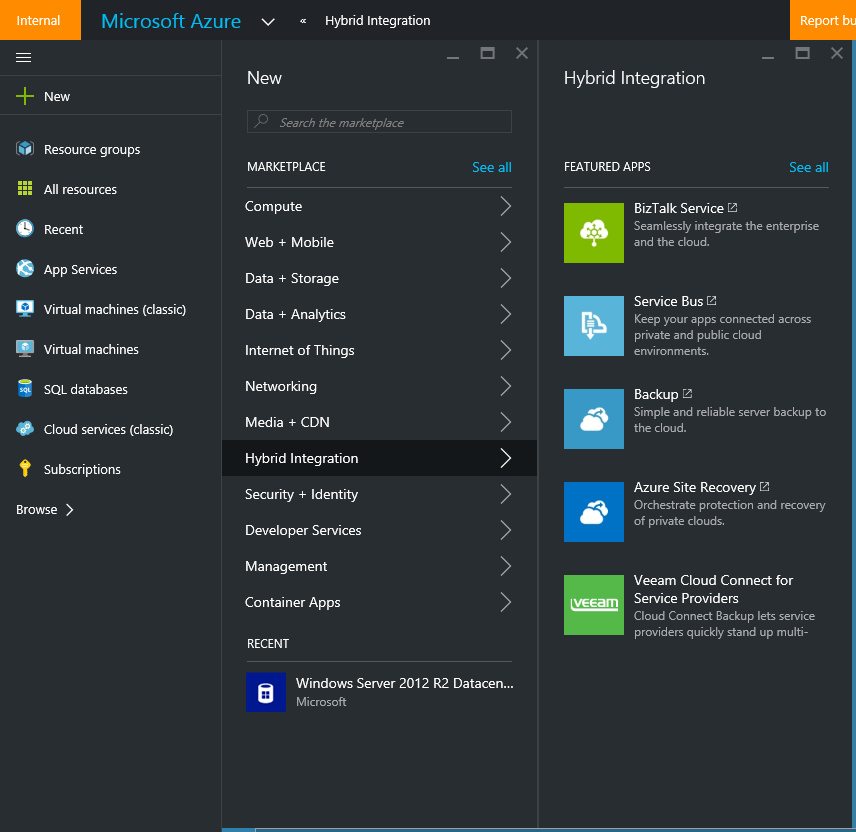 Internal
Microsoft Azure
«
Hybrid Integration
Report bu
New
Resource groups
All resources
Recent
App Services
Virtual machines (classic)
Virtual machines
SQL databases
Cloud services (classic)
Subscriptions
Browse
New
Search the marketplace
MARKETPLACE
See all
Compute
Web + Mobile
Data + Storage
Data + Analytics
Internet of Things
Networking
Media + CDN
Hybrid Integration
Security + Identity
Developer Services
Management
Container Apps
RECENT
Windows Server 2012 R2 Datacen...
Microsoft
Hybrid Integration
FEATURED APPS
See all
BizTalk Service
Seamlessly integrate the enterprise
and the cloud.
Service Bus
Keep your apps connected across
private and public cloud
environments.
Backup
Simple and reliable server backup to
the cloud.
Azure Site Recovery
Orchestrate protection and recovery
of private clouds.
veeam
Veeam Cloud Connect for
Service Providers
Cloud Connect Backup lets service
providers quickly stand up multi-